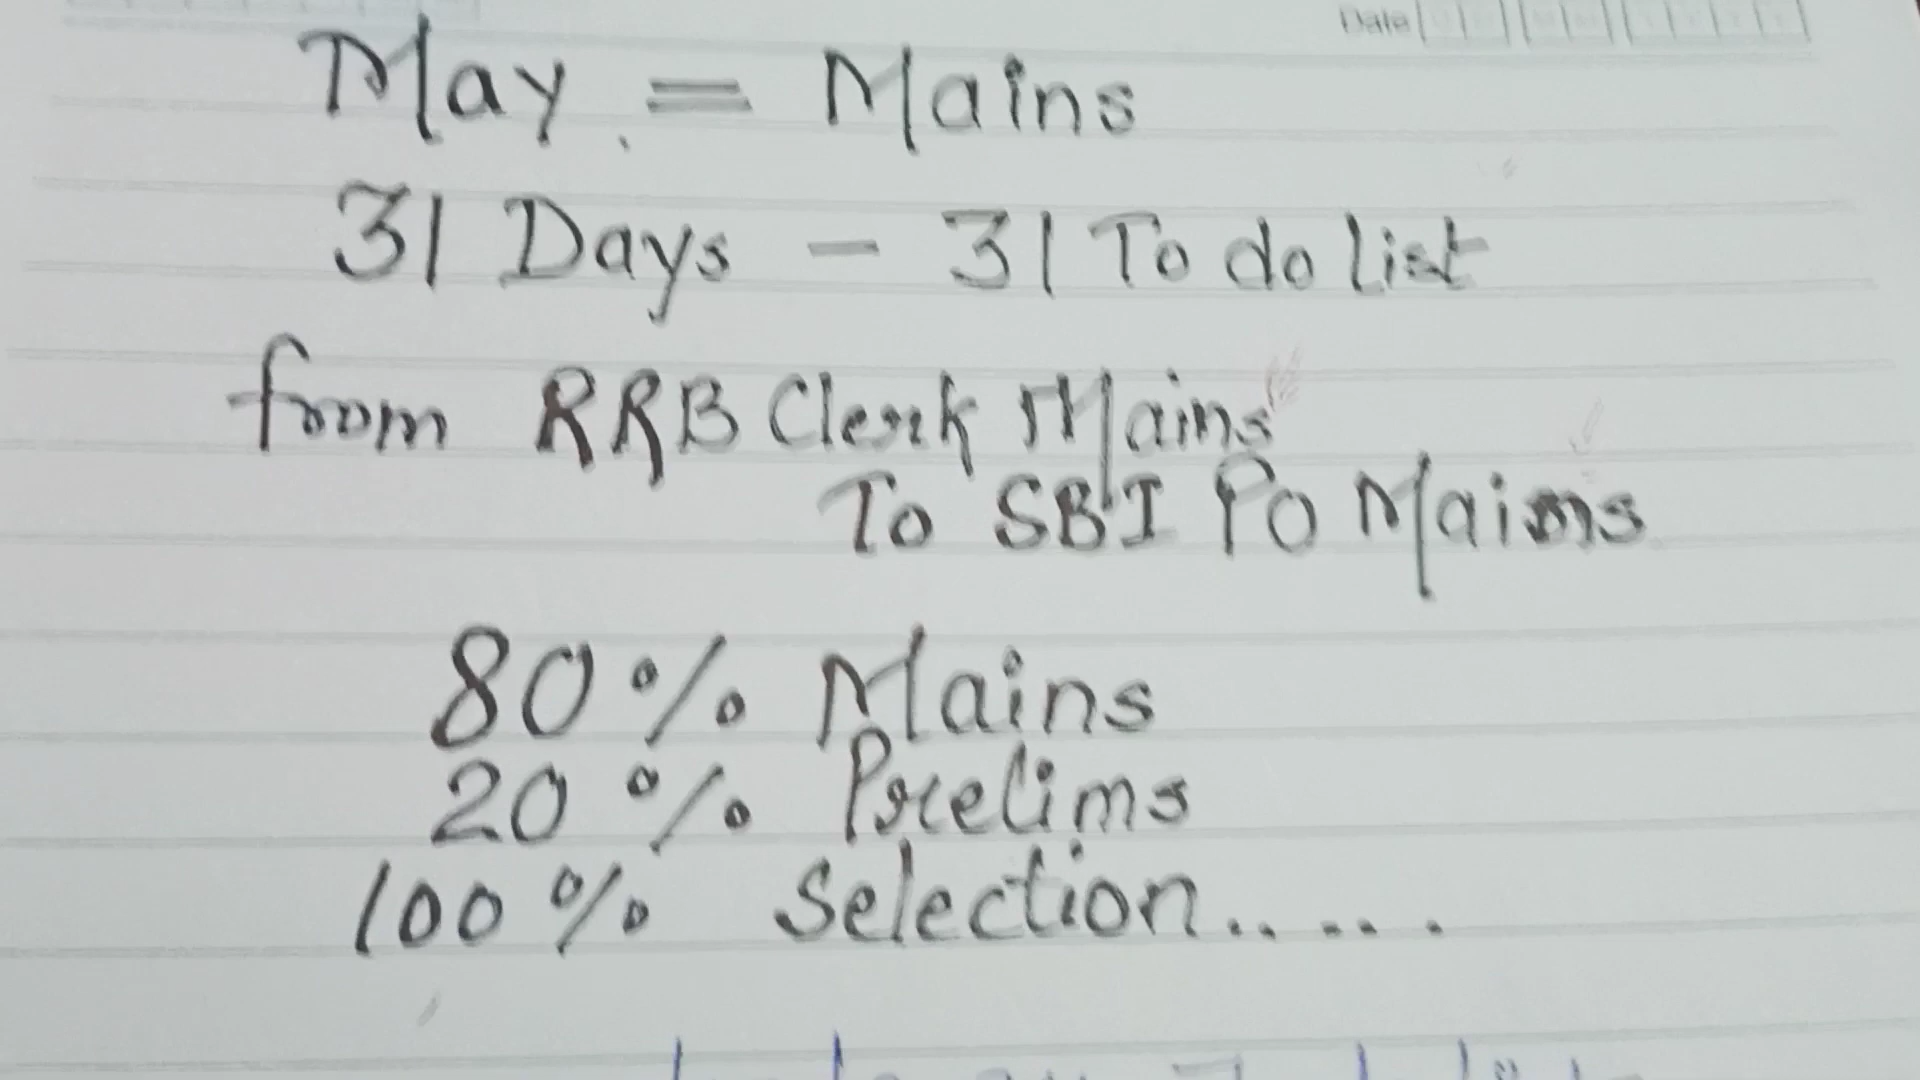 Date
May = Mains
31 Days - 31 To do list
from RRB Clerk Mains
To SBI PO Mains
80% Mains
20% Prelims
100% Selection......